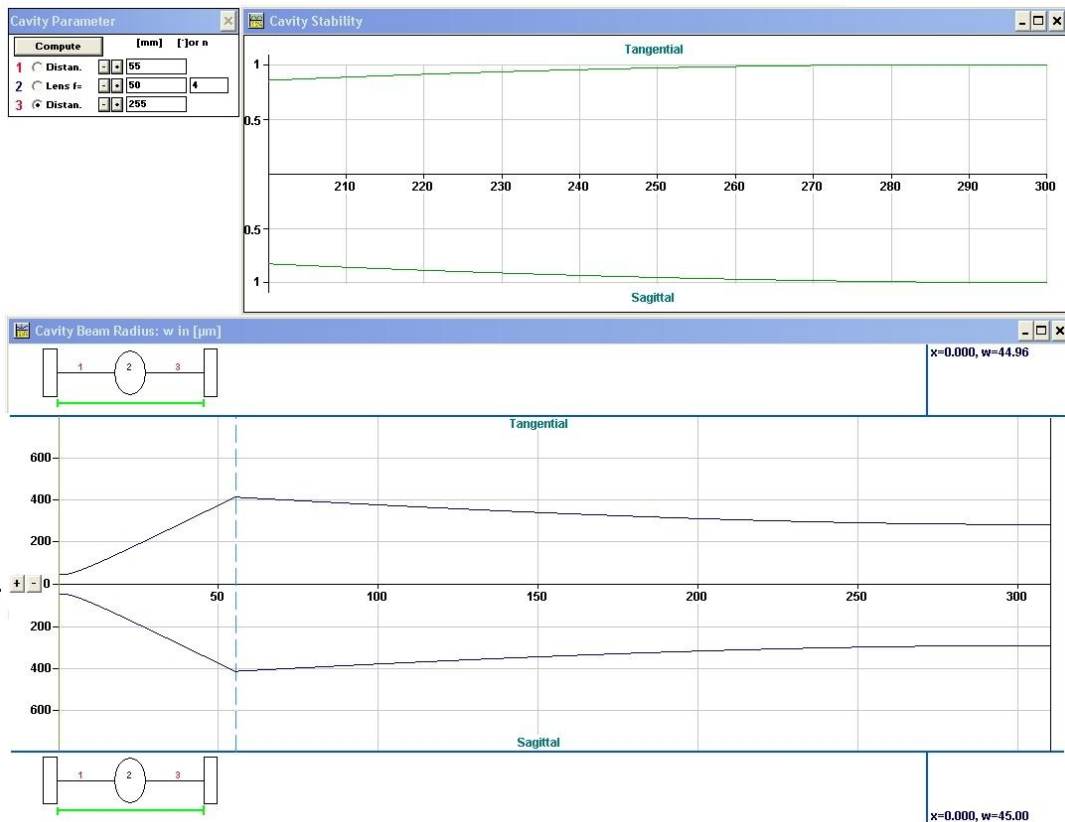 Cavity Parameter
Compute [mm] [°]or n
1 Distan. - + 55
2 Lens f= - + 50 4
3 Distan. - + 255
Cavity Stability
Tangential
1
0.5
210 220 230 240 250 260 270 280 290 300
0.5
1
Sagittal
Cavity Beam Radius: w in [µm]
1 2 3
x=0.000, w=44.96
Tangential
600
400
200
+ - 0
50 100 150 200 250 300
200
400
600
Sagittal
1 2 3
x=0.000, w=45.00